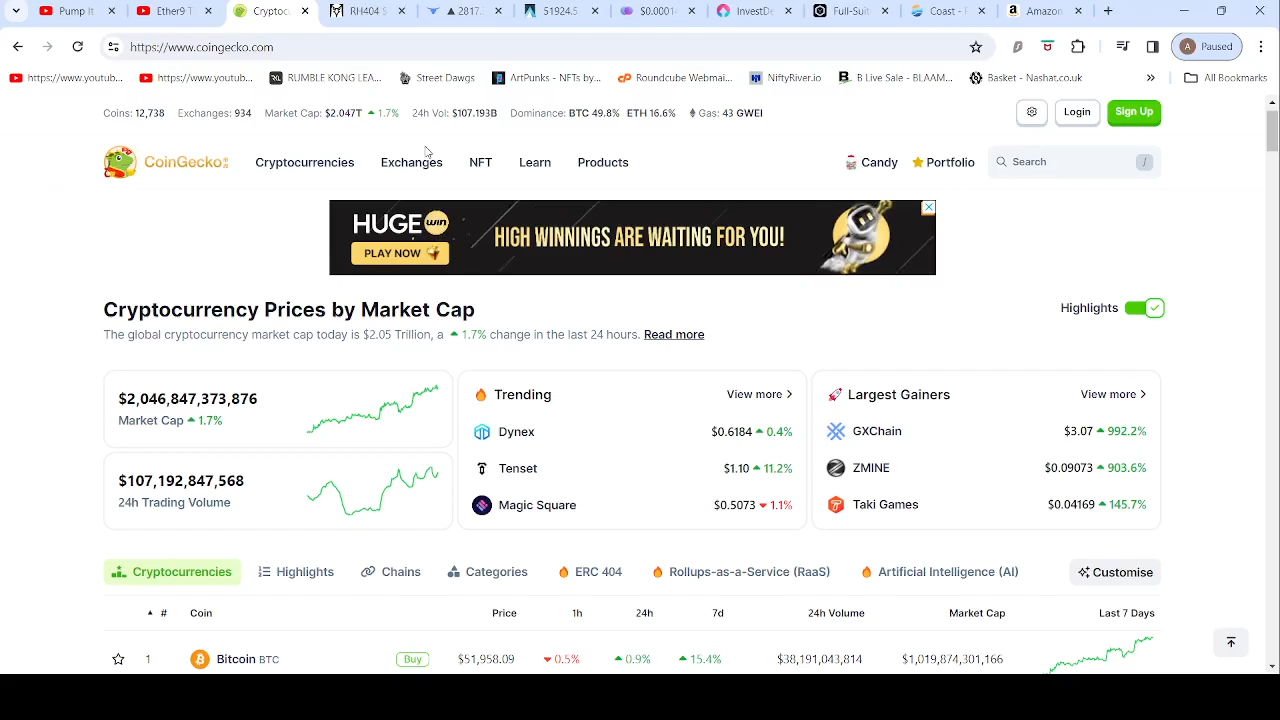 Pump It
Ether9 T
Cryptoc
RH404 S
▲ 2817.
51924.9
$0.0001
InvestDe
Full-Suit
Coast - F
Amazon
https://www.coingecko.com
A
Paused
https://www.youtub...
https://www.youtub...
RUMBLE KONG LEA...
Street Dawgs
ArtPunks - NFTs by...
Roundcube Webmai...
NiftyRiver.io
B Live Sale - BLAAM...
Basket - Nashat,co.uk
All Bookmarks
Coins: 12,738 Exchanges: 934 Market Cap: $2.047T ▲ 1.7% 24h Vol: $107.193B Dominance: BTC 49.8% ETH 16.6% Gas: 43 GWEI
Login
Sign Up
CoinGecko
Cryptocurrencies Exchanges NFT Learn Products
Candy
Portfolio
Search /
HUGE win
PLAY NOW
HIGH WINNINGS ARE WAITING FOR YOU!
Cryptocurrency Prices by Market Cap
Highlights
The global cryptocurrency market cap today is $2.05 Trillion, a ▲ 1.7% change in the last 24 hours. Read more
$2,046,847,373,876
Market Cap ▲ 1.7%
$107,192,847,568
24h Trading Volume
Trending View more
Dynex $0.6184 ▲ 0.4%
Tenset $1.10 ▲ 11.2%
Magic Square $0.5073 ▼ 1.1%
Largest Gainers View more
GXChain $3.07 ▲ 992.2%
ZMINE $0.09073 ▲ 903.6%
Taki Games $0.04169 ▲ 145.7%
Cryptocurrencies Highlights Chains Categories ERC 404 Rollups-as-a-Service (RaaS) Artificial Intelligence (AI) Customise
▲ # Coin Price 1h 24h 7d 24h Volume Market Cap Last 7 Days
1 Bitcoin BTC Buy $51,958.09 ▼ 0.5% ▲ 0.9% ▲ 15.4% $38,191,043,814 $1,019,874,301,166